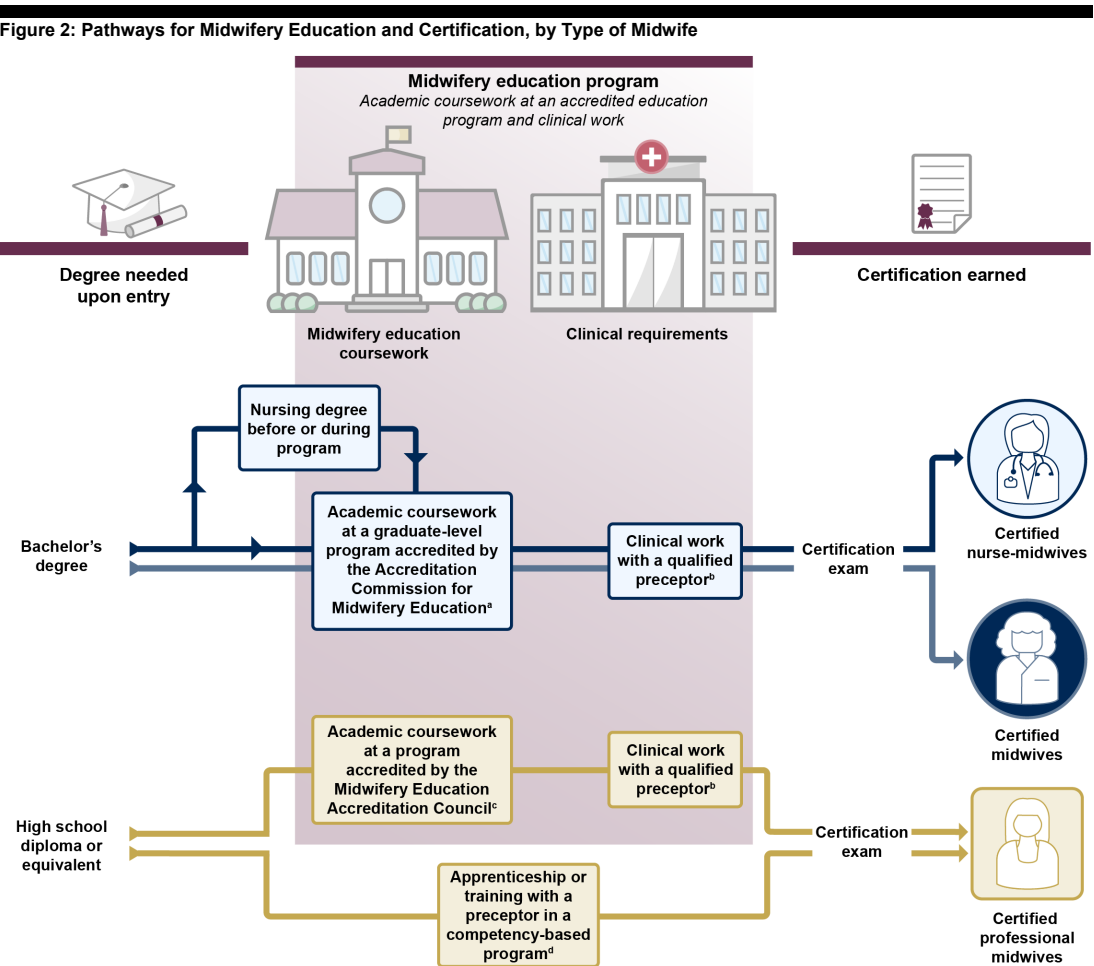 Figure 2: Pathways for Midwifery Education and Certification, by Type of Midwife
Midwifery education program
Academic coursework at an accredited education
program and clinical work
Degree needed
upon entry
Midwifery education
coursework
Clinical requirements
Certification earned
Nursing degree
before or during
program
Bachelor’s
degree
Academic coursework
at a graduate-level
program accredited by
the Accreditation
Commission for
Midwifery Educationᵃ
Clinical work
with a qualified
preceptorᵇ
Certification
exam
Certified
nurse-midwives
Certified
midwives
High school
diploma or
equivalent
Academic coursework
at a program
accredited by the
Midwifery Education
Accreditation Councilᶜ
Clinical work
with a qualified
preceptorᵇ
Apprenticeship or
training with a
preceptor in a
competency-based
programᵈ
Certification
exam
Certified
professional
midwives